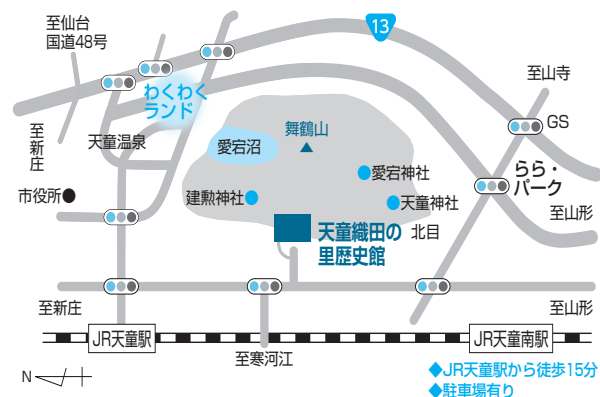 至仙台
国道48号
13
至山寺
わくわく
ランド
GS
至新庄
天童温泉
舞鶴山
愛宕沼
愛宕神社
らら・
パーク
市役所
建勲神社
天童神社
至山形
天童織田の
里歴史館
北目
至新庄
至山形
JR天童駅
JR天童南駅
至寒河江
N
◆JR天童駅から徒歩15分
◆駐車場有り